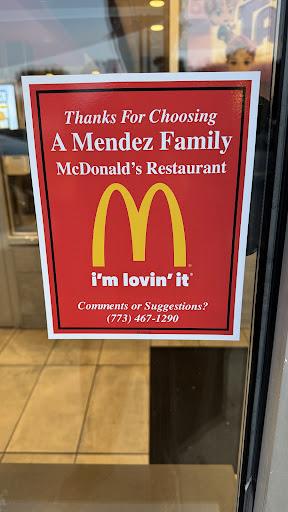 Thanks For Choosing
A Mendez Family
McDonald's Restaurant
i'm lovin' it®
Comments or Suggestions?
(773) 467-1290